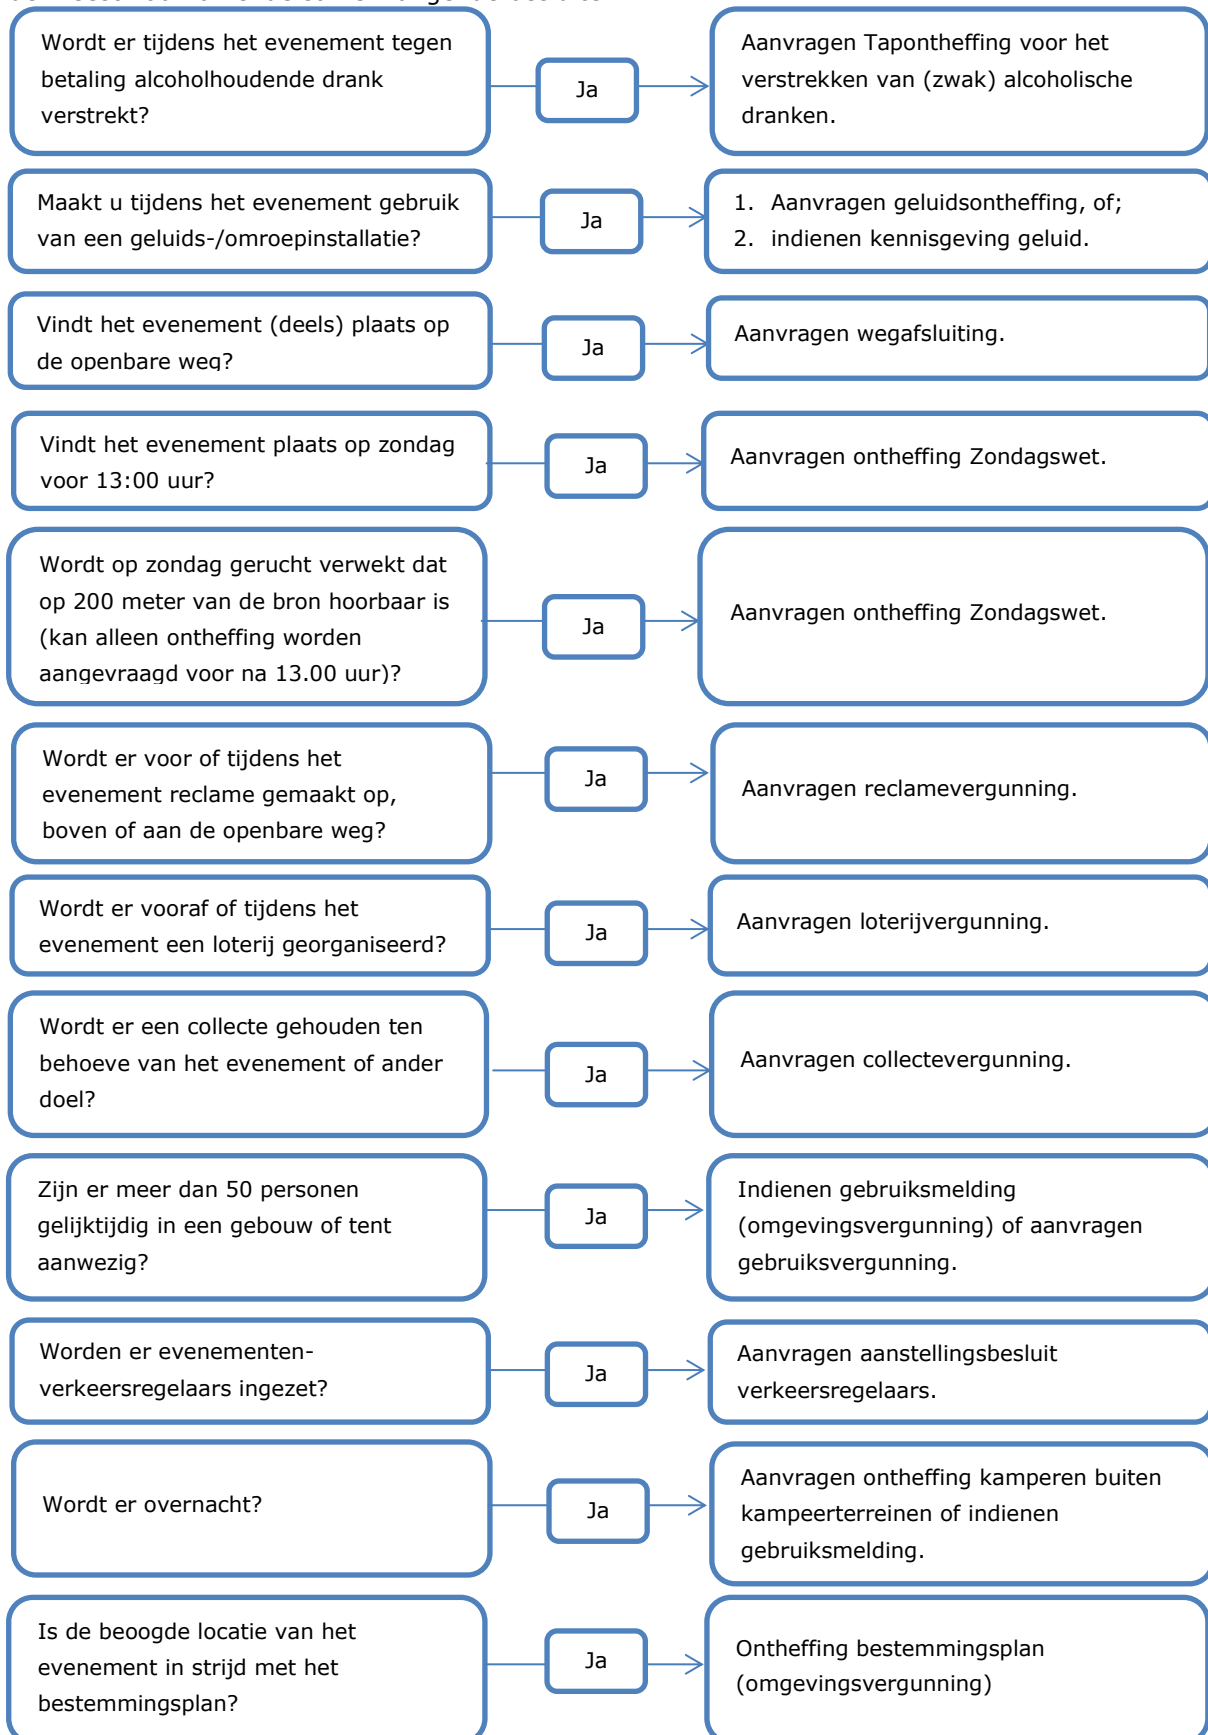 Wordt er tijdens het evenement tegen
betaling alcoholhoudende drank
verstrekt?
Ja
Aanvragen Tapontheffing voor het
verstrekken van (zwak) alcoholische
dranken.
Maakt u tijdens het evenement gebruik
van een geluids-/omroepinstallatie?
Ja
1. Aanvragen geluidsontheffing, of;
2. indienen kennisgeving geluid.
Vindt het evenement (deels) plaats op
de openbare weg?
Ja
Aanvragen wegafsluiting.
Vindt het evenement plaats op zondag
voor 13:00 uur?
Ja
Aanvragen ontheffing Zondagswet.
Wordt op zondag gerucht verwekt dat
op 200 meter van de bron hoorbaar is
(kan alleen ontheffing worden
aangevraagd voor na 13.00 uur)?
Ja
Aanvragen ontheffing Zondagswet.
Wordt er voor of tijdens het
evenement reclame gemaakt op,
boven of aan de openbare weg?
Ja
Aanvragen reclamevergunning.
Wordt er vooraf of tijdens het
evenement een loterij georganiseerd?
Ja
Aanvragen loterijvergunning.
Wordt er een collecte gehouden ten
behoeve van het evenement of ander
doel?
Ja
Aanvragen collectevergunning.
Zijn er meer dan 50 personen
gelijktijdig in een gebouw of tent
aanwezig?
Ja
Indienen gebruiksmelding
(omgevingsvergunning) of aanvragen
gebruiksvergunning.
Worden er evenementen-
verkeersregelaars ingezet?
Ja
Aanvragen aanstellingsbesluit
verkeersregelaars.
Wordt er overnacht?
Ja
Aanvragen ontheffing kamperen buiten
kampeerterreinen of indienen
gebruiksmelding.
Is de beoogde locatie van het
evenement in strijd met het
bestemmingsplan?
Ja
Ontheffing bestemmingsplan
(omgevingsvergunning)